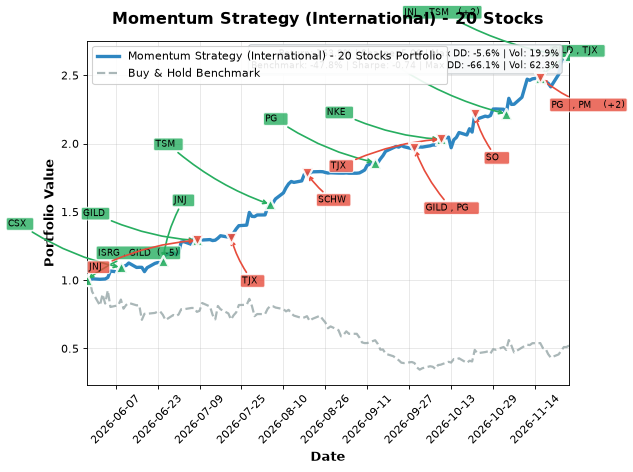 Momentum Strategy (International) - 20 Stocks
JNL , TSM (+2)
Momentum Strategy (International) - 20 Stocks Portfolio
Buy & Hold Benchmark
DD: -5.6% | Vol: 19.9%
DD: -66.1% | Vol: 62.3%
, TJX
PG , PM (+2)
NKE
PG
TSM
TJX
SO
JNJ
SCHW
GILD , PG
GILD
CSX
ISRG , GILD (+5)
JNJ
TJX
Portfolio Value
2.5
2.0
1.5
1.0
0.5
2026-06-07
2026-06-23
2026-07-09
2026-07-25
2026-08-10
2026-08-26
2026-09-11
2026-09-27
2026-10-13
2026-10-29
2026-11-14
Date